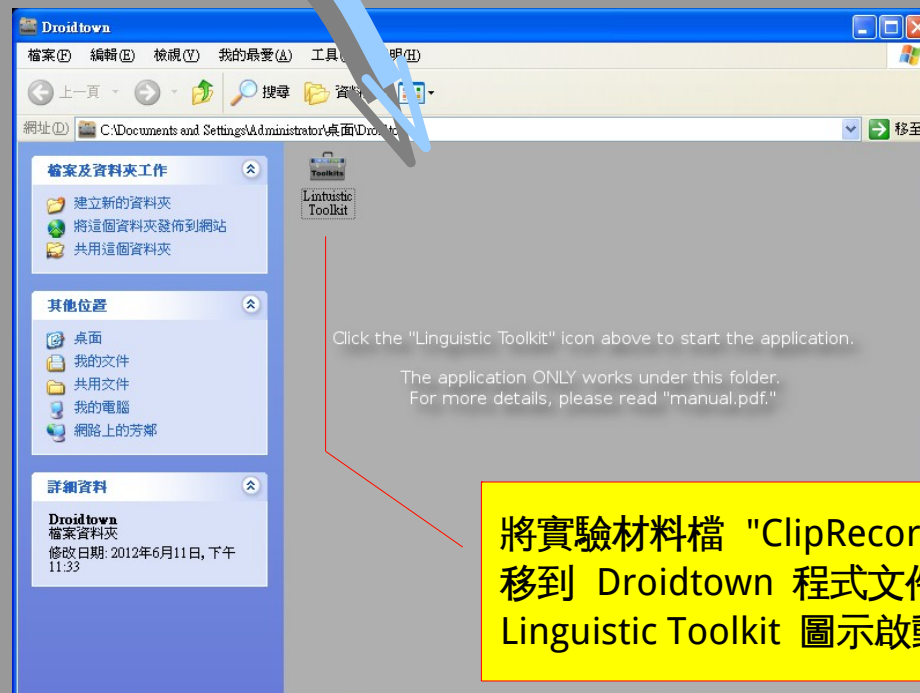 Droidtown
檔案(F) 編輯(E) 檢視(V) 我的最愛(A)
上一頁 搜尋
網址(D) C:\Documents and Settings\Administrator\桌面\ 移至
檔案及資料夾工作
建立新的資料夾
將這個資料夾發佈到網站
共用這個資料夾
其他位置
桌面
我的文件
共用文件
我的電腦
網路上的芳鄰
詳細資料
Droidtown
檔案資料夾
修改日期: 2012年6月11日, 下午
11:33
Toolkits
Lintuistic
Toolkit
Click the "Linguistic Toolkit" icon above to start the application.
The application ONLY works under this folder.
For more details, please read "manual.pdf."
將實驗材料檔 "ClipRecor
移到 Droidtown 程式文
Linguistic Toolkit 圖示啟